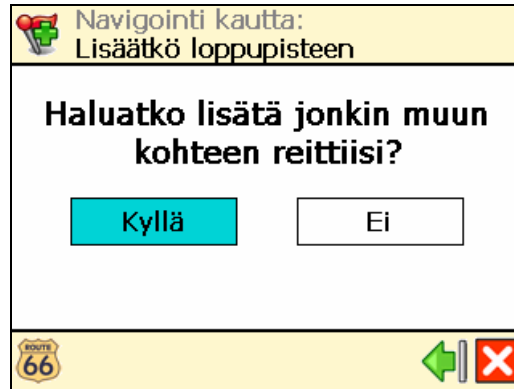 Navigointi kautta:
Lisäätkö loppupisteen
Haluatko lisätä jonkin muun
kohteen reittiisi?
Kyllä
Ei
ROUTE
66